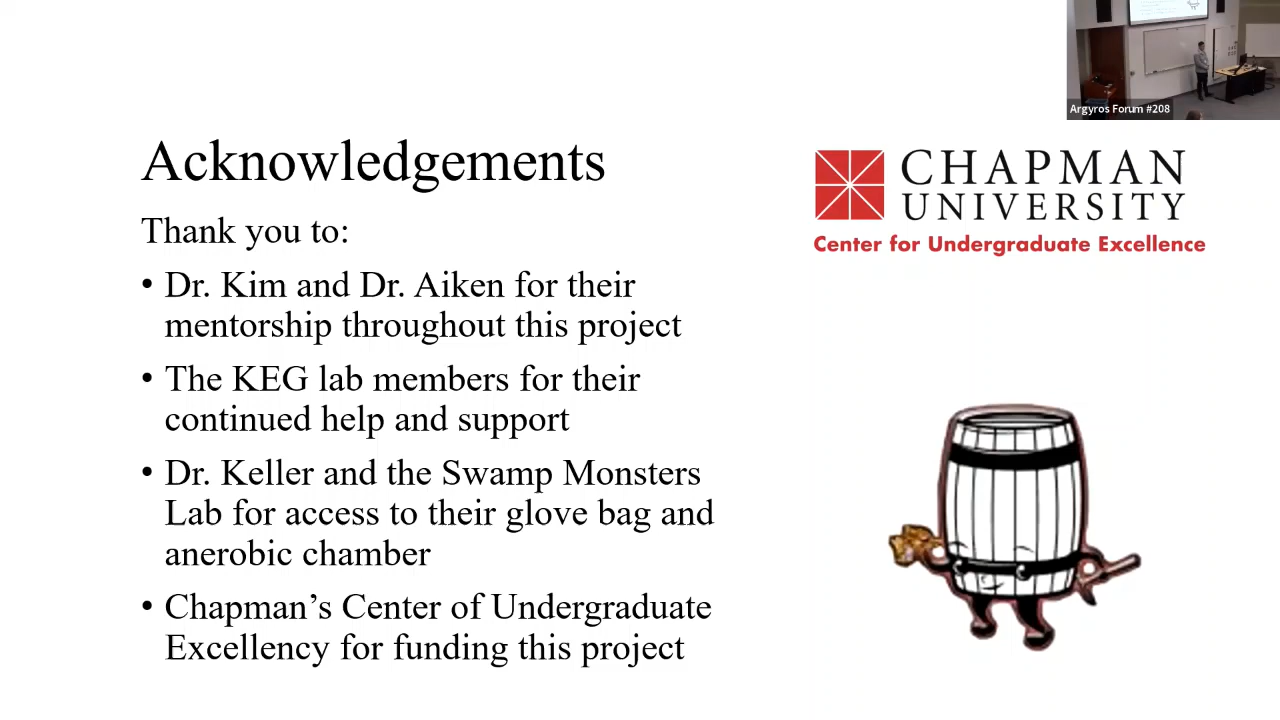 Argyros Forum #208
Acknowledgements
Thank you to:
• Dr. Kim and Dr. Aiken for their
mentorship throughout this project
• The KEG lab members for their
continued help and support
• Dr. Keller and the Swamp Monsters
Lab for access to their glove bag and
anerobic chamber
• Chapman’s Center of Undergraduate
Excellency for funding this project
CHAPMAN
UNIVERSITY
Center for Undergraduate Excellence